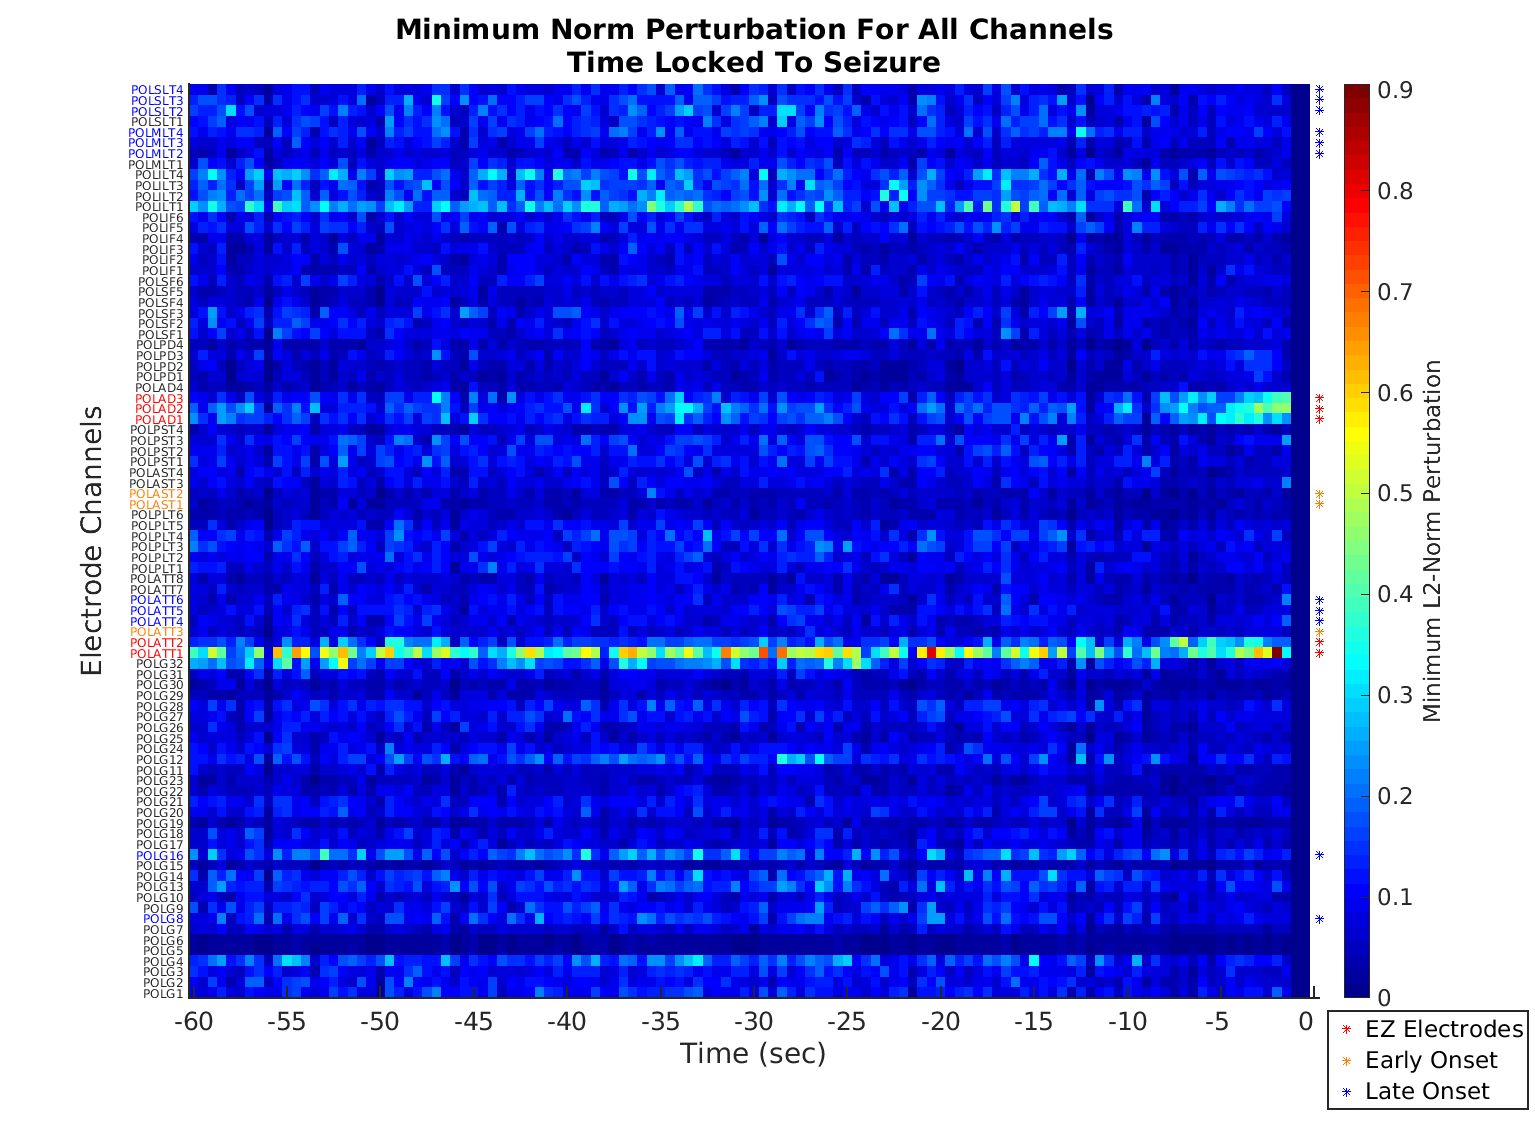 Minimum Norm Perturbation For All Channels
Time Locked To Seizure
Electrode Channels
POLSLT4
POLSLT3
POLSLT2
POLSLT1
POLMLT4
POLMLT3
POLMLT2
POLMLT1
POLILT4
POLILT3
POLILT2
POLILT1
POLIF6
POLIF5
POLIF4
POLIF3
POLIF2
POLIF1
POLSF6
POLSF5
POLSF4
POLSF3
POLSF2
POLSF1
POLPD4
POLPD3
POLPD2
POLPD1
POLAD4
POLAD3
POLAD2
POLAD1
POLPST4
POLPST3
POLPST2
POLPST1
POLAST4
POLAST3
POLAST2
POLAST1
POLPLT6
POLPLT5
POLPLT4
POLPLT3
POLPLT2
POLPLT1
POLATT8
POLATT7
POLATT6
POLATT5
POLATT4
POLATT3
POLATT2
POLATT1
POLG32
POLG31
POLG30
POLG29
POLG28
POLG27
POLG26
POLG25
POLG24
POLG12
POLG11
POLG23
POLG22
POLG21
POLG20
POLG19
POLG18
POLG17
POLG16
POLG15
POLG14
POLG13
POLG10
POLG9
POLG8
POLG7
POLG6
POLG5
POLG4
POLG3
POLG2
POLG1
-60 -55 -50 -45 -40 -35 -30 -25 -20 -15 -10 -5 0
Time (sec)
0.9
0.8
0.7
0.6
0.5
0.4
0.3
0.2
0.1
0
Minimum L2-Norm Perturbation
EZ Electrodes
Early Onset
Late Onset